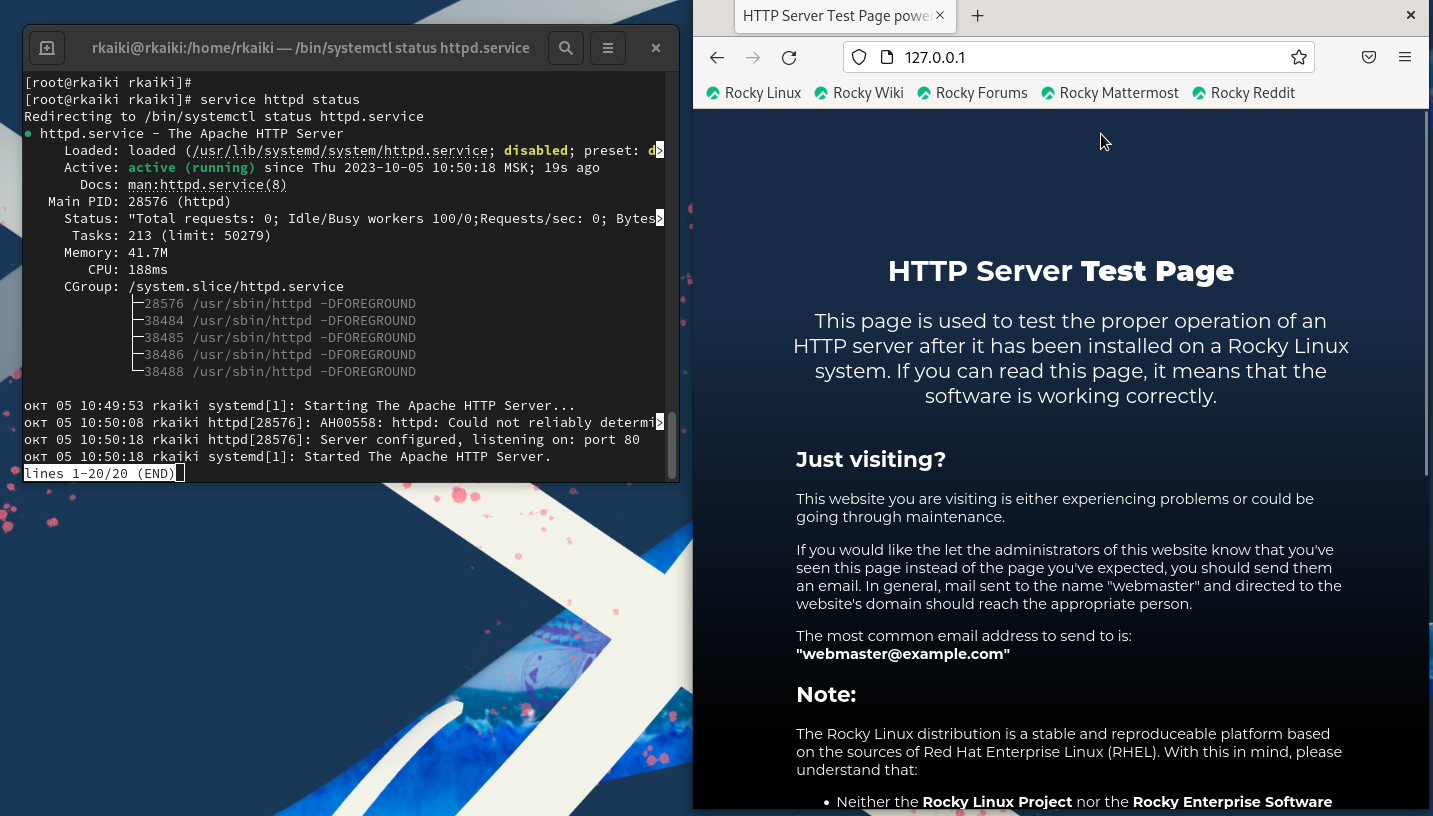 rkaiki@rkaiki:/home/rkaiki — /bin/systemctl status httpd.service
[root@rkaiki rkaiki]#
[root@rkaiki rkaiki]# service httpd status
Redirecting to /bin/systemctl status httpd.service
● httpd.service - The Apache HTTP Server
Loaded: loaded (/usr/lib/systemd/system/httpd.service; disabled; preset: d>
Active: active (running) since Thu 2023-10-05 10:50:18 MSK; 19s ago
Docs: man:httpd.service(8)
Main PID: 28576 (httpd)
Status: "Total requests: 0; Idle/Busy workers 100/0;Requests/sec: 0; Bytes>
Tasks: 213 (limit: 50279)
Memory: 41.7M
CPU: 188ms
CGroup: /system.slice/httpd.service
├─28576 /usr/sbin/httpd -DFOREGROUND
├─38484 /usr/sbin/httpd -DFOREGROUND
├─38485 /usr/sbin/httpd -DFOREGROUND
├─38486 /usr/sbin/httpd -DFOREGROUND
└─38488 /usr/sbin/httpd -DFOREGROUND
окт 05 10:49:53 rkaiki systemd[1]: Starting The Apache HTTP Server...
окт 05 10:50:08 rkaiki httpd[28576]: AH00558: httpd: Could not reliably determi>
окт 05 10:50:18 rkaiki httpd[28576]: Server configured, listening on: port 80
окт 05 10:50:18 rkaiki systemd[1]: Started The Apache HTTP Server.
lines 1-20/20 (END)
HTTP Server Test Page powe
127.0.0.1
Rocky Linux Rocky Wiki Rocky Forums Rocky Mattermost Rocky Reddit
HTTP Server Test Page
This page is used to test the proper operation of an
HTTP server after it has been installed on a Rocky Linux
system. If you can read this page, it means that the
software is working correctly.
Just visiting?
This website you are visiting is either experiencing problems or could be
going through maintenance.
If you would like the let the administrators of this website know that you've
seen this page instead of the page you've expected, you should send them
an email. In general, mail sent to the name "webmaster" and directed to the
website's domain should reach the appropriate person.
The most common email address to send to is:
"webmaster@example.com"
Note:
The Rocky Linux distribution is a stable and reproduceable platform based
on the sources of Red Hat Enterprise Linux (RHEL). With this in mind, please
understand that:
• Neither the Rocky Linux Project nor the Rocky Enterprise Software